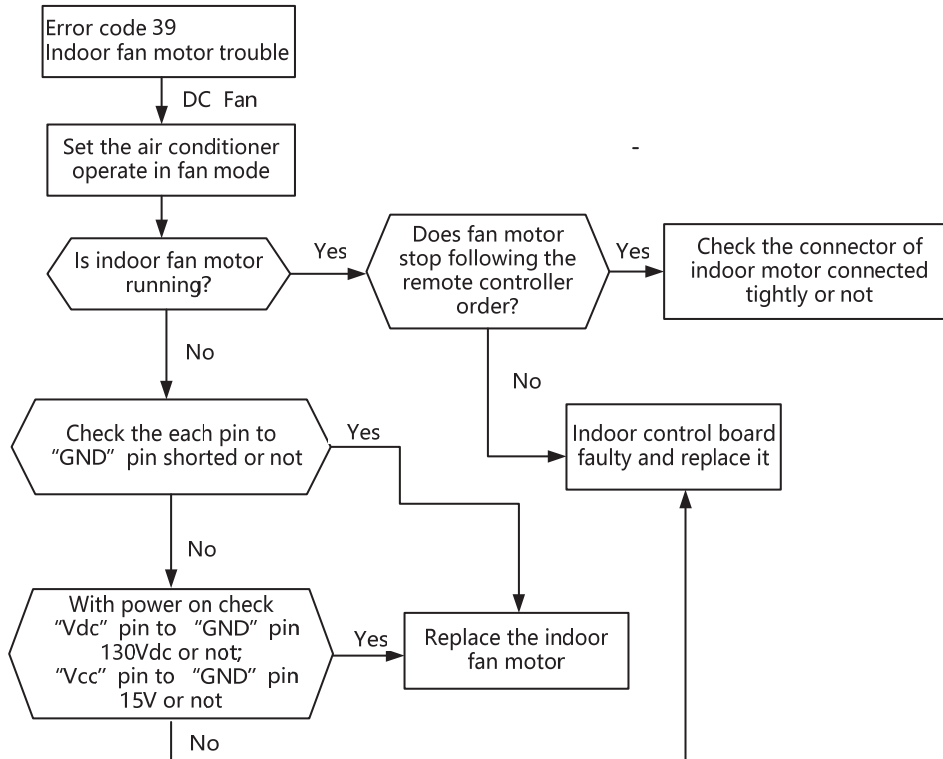 Error code 39
Indoor fan motor trouble
DC Fan
Set the air conditioner
operate in fan mode
Is indoor fan motor
running?
Yes
Does fan motor
stop following the
remote controller
order?
Yes
Check the connector of
indoor motor connected
tightly or not
No
No
Indoor control board
faulty and replace it
Check the each pin to
“GND” pin shorted or not
Yes
No
With power on check
“Vdc” pin to “GND” pin
130Vdc or not;
“Vcc” pin to “GND” pin
15V or not
Yes
Replace the indoor
fan motor
No
-